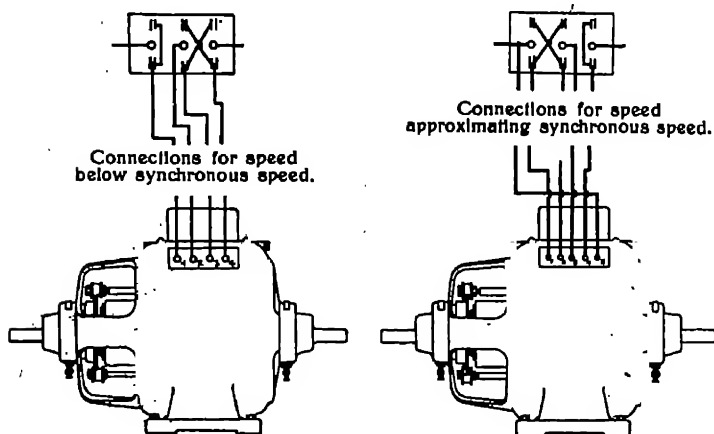 Connections for speed
below synchronous speed.
Connections for speed
approximating synchronous speed.